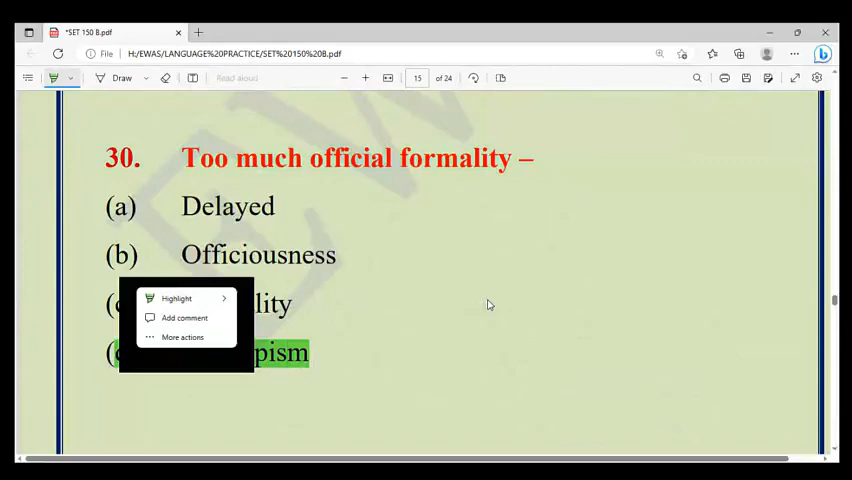 *SET 150 B.pdf
File H:/EWAS/LANGUAGE%20PRACTICE/SET%20150%20B.pdf
Draw Read aloud 15 of 24
30. Too much official formality –
(a) Delayed
(b) Officiousness
Highlight
lity
Add comment
More actions
pism